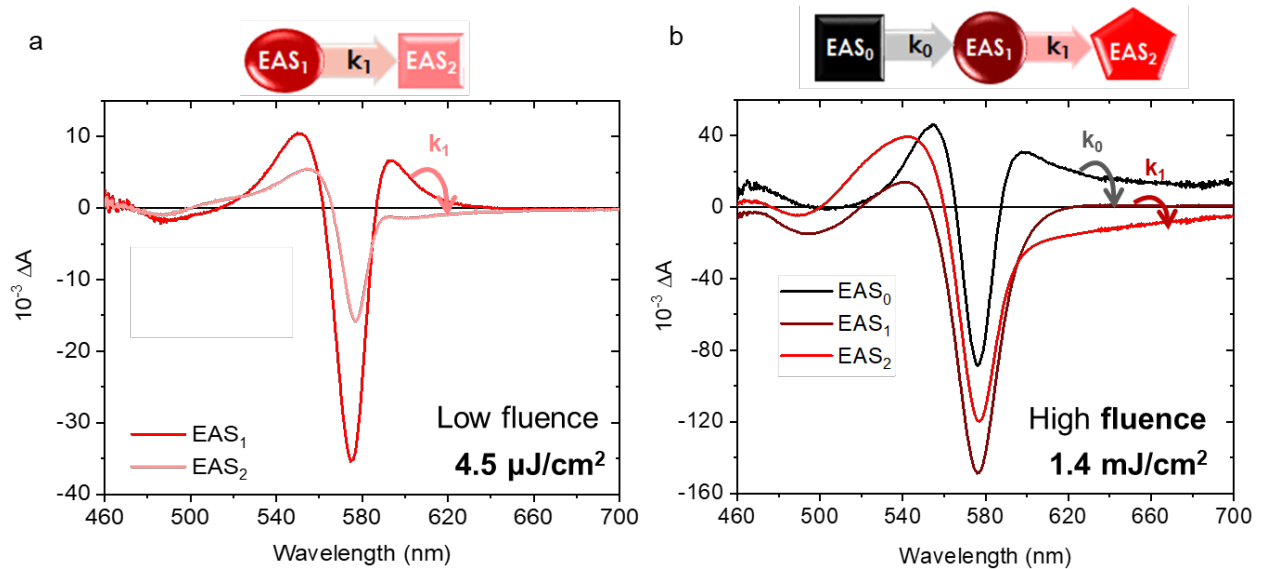 a
EAS₁ k₁ EAS₂
10
0
-10
-20
-30
-40
10⁻³ ΔA
k₁
EAS₁
EAS₂
Low fluence
4.5 µJ/cm²
460 500 540 580 620 660 700
Wavelength (nm)
b
EAS₀ k₀ EAS₁ k₁ EAS₂
40
0
-40
-80
-120
-160
10⁻³ ΔA
k₀
k₁
EAS₀
EAS₁
EAS₂
High fluence
1.4 mJ/cm²
460 500 540 580 620 660 700
Wavelength (nm)